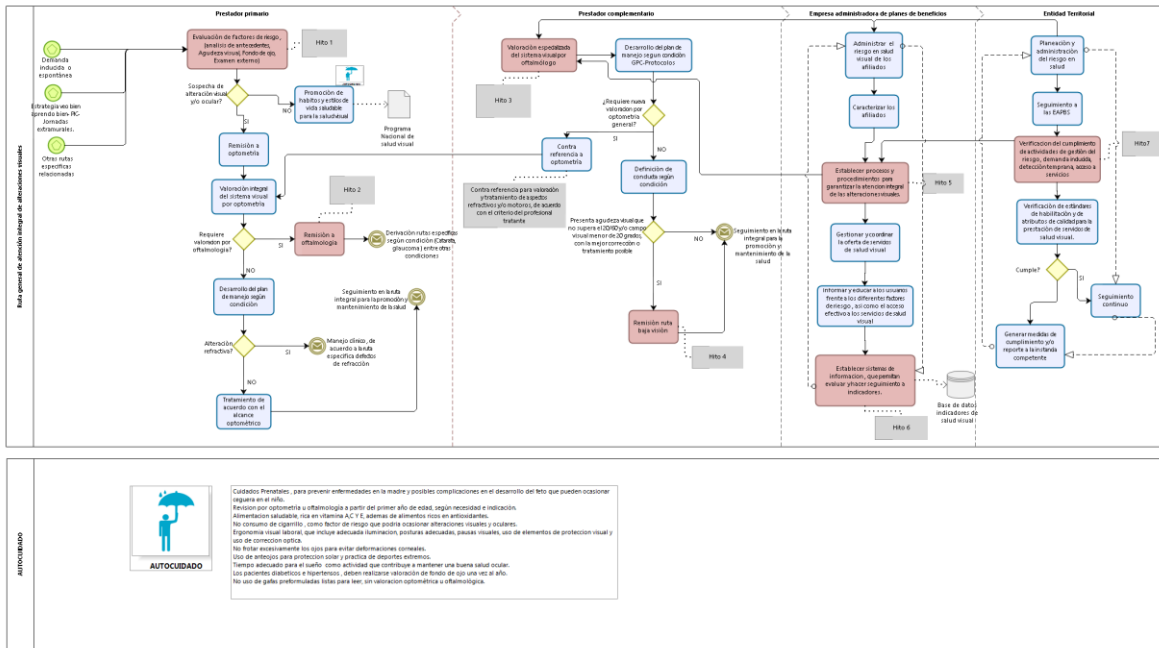 Prestador primario
Prestador complementario
Empresa administradora de planes de beneficios
Entidad Territorial
Ruta general de atención integral de alteraciones visuales
Demanda
inducida o
espontánea
Estrategia veo bien
aprendo bien- PIC-
Jornadas
extramurales.
Otras rutas
específicas
relacionadas
Evaluación de factores de riesgo,
(analisis de antecedentes,
Agudeza visual, Fondo de ojo,
Examen externo)
Hito 1
Sospecha de
alteración visual
y/o ocular?
NO
SI
Promoción de
habitos y estilos de
vida saludable
para la salud visual
Programa
Nacional de
salud visual
Remisión a
optometría
Valoración integral
del sistema visual
por optometría
Hito 2
Requiere
valoracion por
oftalmología?
SI
NO
Remisión a
oftalmología
Derivación rutas específicas
según condición (Catarata,
glaucoma) entre otras
condiciones
Desarrollo del plan
de manejo según
condición
Seguimiento en la ruta
integral para la promoción y
mantenimiento de la salud
Alteración
refractiva?
SI
NO
Manejo clínico, de
acuerdo a la ruta
específica defectos
de refracción
Tratamiento de
acuerdo con el
alcance
optométrico
Valoración especializada
del sistema visual por
oftalmólogo
Hito 3
Desarrollo del plan de
manejo según condición
GPC-Protocolos
¿Requiere nueva
valoracion por
optometria
general?
SI
NO
Contra
referencia a
optometría
Contra referencia para valoración
y tratamiento de aspectos
refractivos y/o motores, de acuerdo
con el criterio del profesional
tratante
Definición de
conducta según
condición
Presenta agudeza visual que
no supera el 20/60 y/o campo
visual menor de 20 grados,
con la mejor corrección o
tratamiento posible
NO
SI
Seguimiento en la ruta
integral para la
promoción y
mantenimiento de la
salud
Remisión ruta
baja visión
Hito 4
Administrar el
riesgo en salud
visual de los
afiliados
Caracterizar los
afiliados
Establecer procesos y
procedimientos para
garantizar la atencion integral
de las alteraciones visuales.
Hito 5
Gestionar y coordinar
la oferta de servicios
de salud visual
Informar y educar a los usuarios
frente a los diferentes factores
de riesgo, así como el acceso
efectivo a los servicios de salud
visual
Establecer sistemas de
informacion, que permitan
evaluar y hacer seguimiento a
indicadores.
Hito 6
Base de datos
indicadores de
salud visual
Planeación y
administración
del riesgo en
salud
Seguimiento a
las EAPBS
Verificacion del cumplimiento
de actividades de gestión del
riesgo, demanda inducida,
detección temprana, acceso a
servicios
Hito7
Verificación de estándares
de habilitación y de
atributos de calidad para la
prestación de servicios de
salud visual.
Cumple?
SI
Seguimiento
continuo
Generar medidas de
cumplimiento y/o
reporte a la instancia
competente
AUTOCUIDADO
AUTOCUIDADO
Cuidados Prenatales, para prevenir enfermedades en la madre y posibles complicaciones en el desarrollo del feto que pueden ocasionar
ceguera en el niño.
Revision por optometria u oftalmología a partir del primer año de edad, según necesidad e indicación.
Alimentacion saludable, rica en vitamina A,C Y E, ademas de alimentos ricos en antioxidantes.
No consumo de cigarrillo, como factor de riesgo que podria ocasionar alteraciones visuales y oculares.
Ergonomia visual laboral, que incluye adecuada iluminacion, posturas adecuadas, pausas visuales, uso de elementos de proteccion visual y
uso de correccion optica.
No frotar excesivamente los ojos para evitar deformaciones corneales.
Uso de anteojos para proteccion solar y practica de deportes extremos.
Tiempo adecuado para el sueño como actividad que contribuye a mantener una buena salud ocular.
Los pacientes diabeticos e hipertensos, deben realizarse valoración de fondo de ojo una vez al año.
No uso de gafas preformuladas listas para leer, sin valoracion optométrica u oftalmológica.